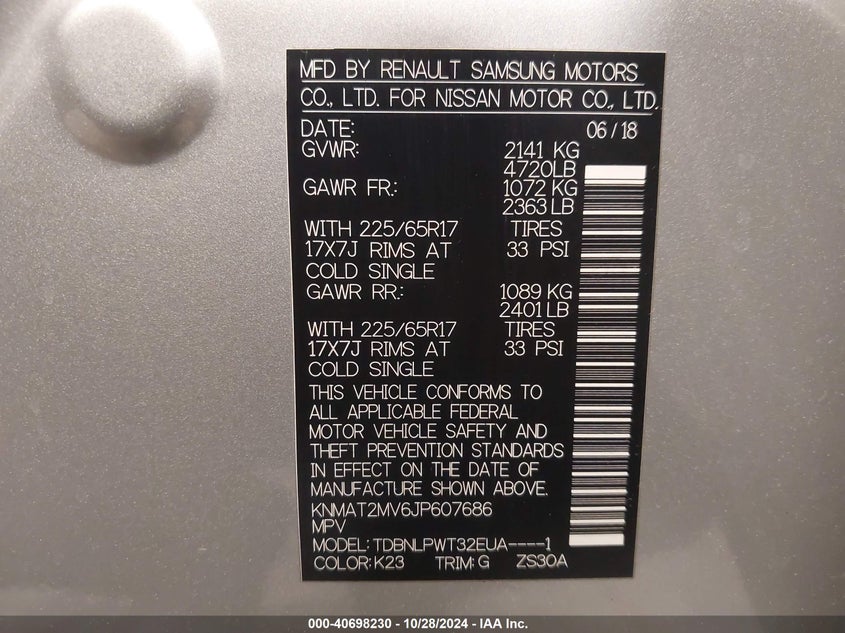 MFD BY RENAULT SAMSUNG MOTORS
CO., LTD. FOR NISSAN MOTOR CO., LTD.
DATE: 06/18
GVWR: 2141 KG
4720LB
GAWR FR.: 1072 KG
2363 LB
WITH 225/65R17 TIRES
17X7J RIMS AT 33 PSI
COLD SINGLE
GAWR RR.: 1089 KG
2401 LB
WITH 225/65R17 TIRES
17X7J RIMS AT 33 PSI
COLD SINGLE
THIS VEHICLE CONFORMS TO
ALL APPLICABLE FEDERAL
MOTOR VEHICLE SAFETY AND
THEFT PREVENTION STANDARDS
IN EFFECT ON THE DATE OF
MANUFACTURE SHOWN ABOVE.
KNMAT2MV6JP607686
MPV
MODEL: TDBNLPWT32EUA----1
COLOR: K23 TRIM: G ZS30A
000-40698230 - 10/28/2024 - IAA Inc.